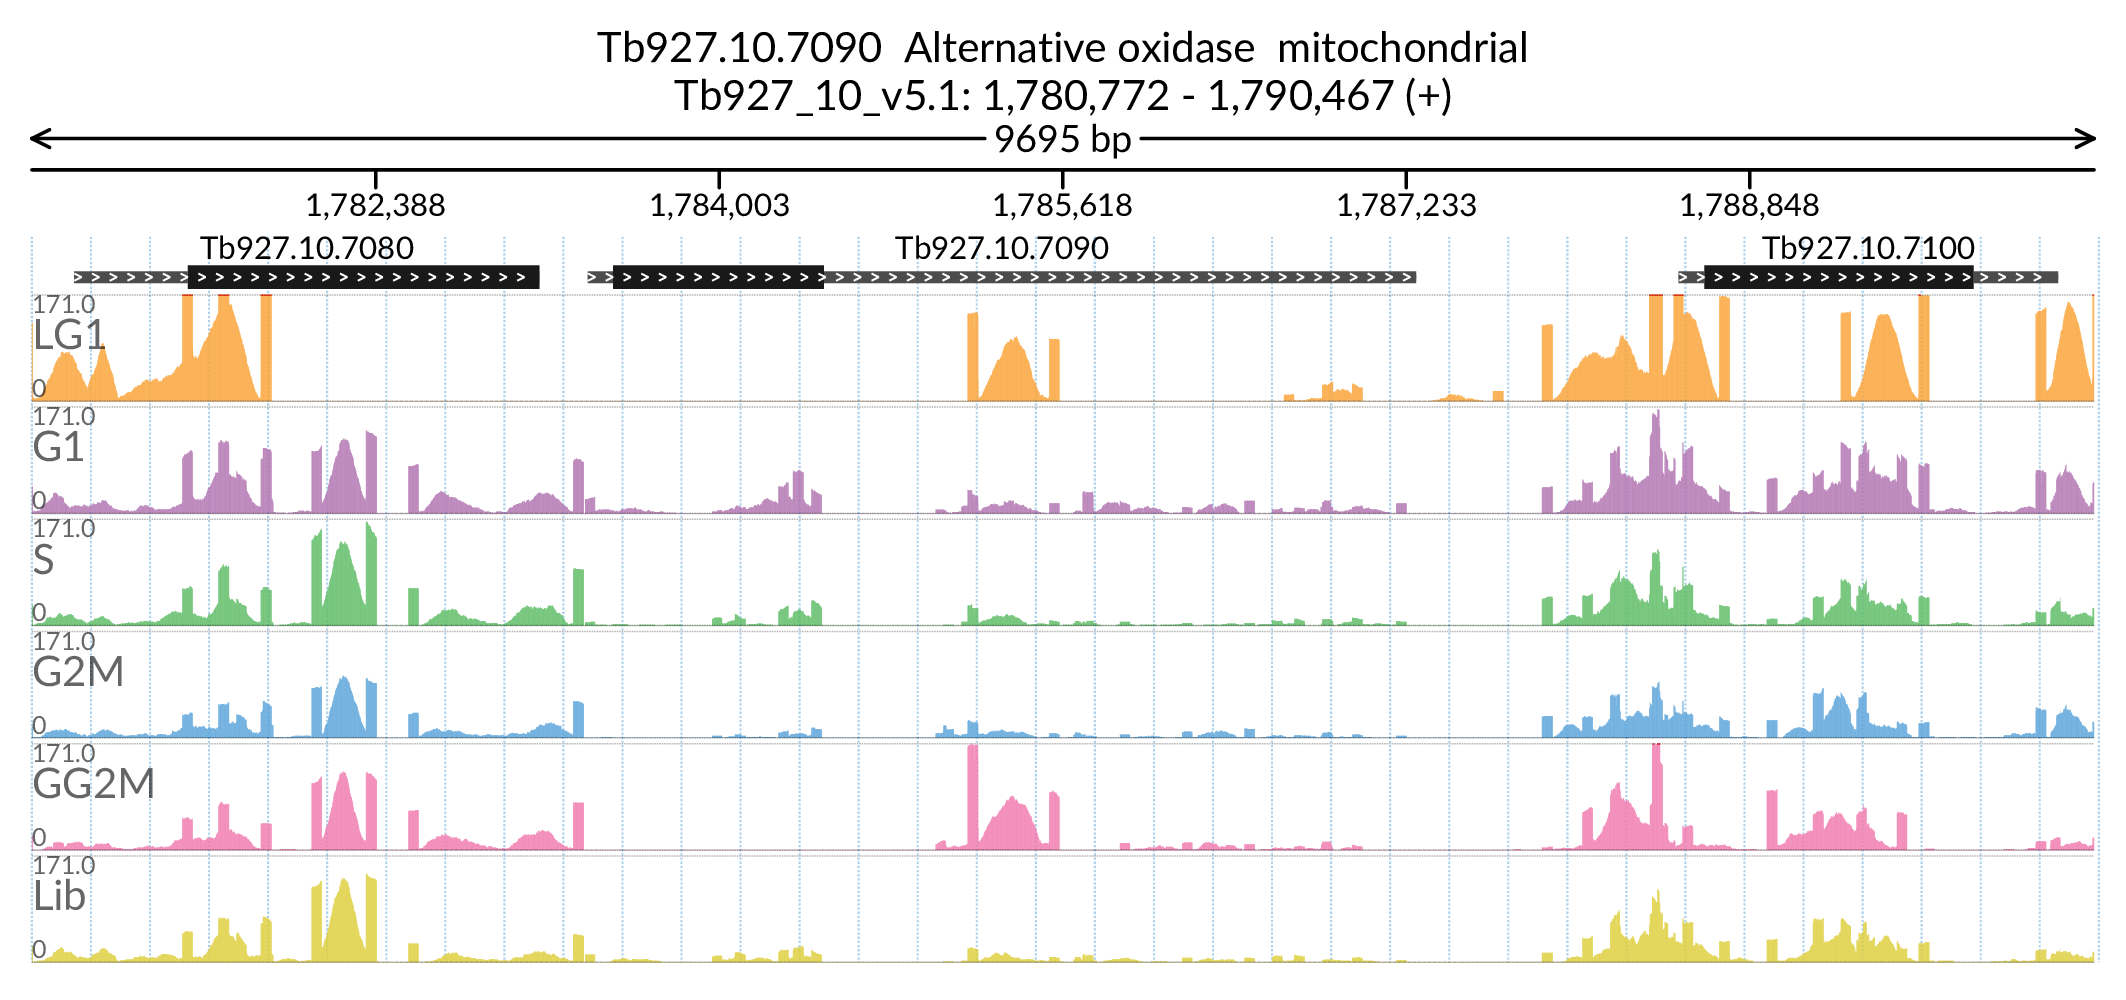 Tb927.10.7090  Alternative oxidase  mitochondrial
Tb927_10_v5.1: 1,780,772 - 1,790,467 (+)
9695 bp
1,782,388 1,784,003 1,785,618 1,787,233 1,788,848
Tb927.10.7080 Tb927.10.7090 Tb927.10.7100
171.0
LG1
0
171.0
G1
0
171.0
S
0
171.0
G2M
0
171.0
GG2M
0
171.0
Lib
0